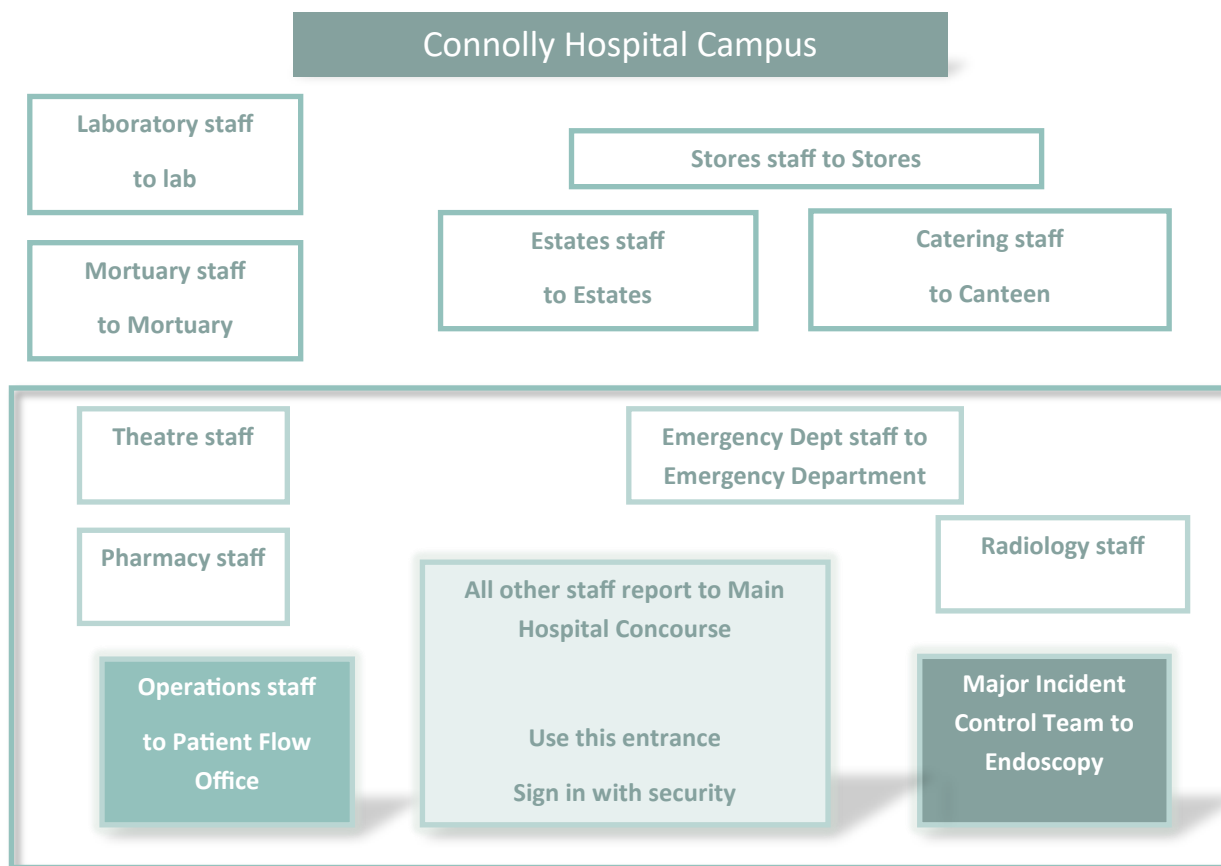 Connolly Hospital Campus
Laboratory staff
to lab
Stores staff to Stores
Estates staff
to Estates
Catering staff
to Canteen
Mortuary staff
to Mortuary
Theatre staff
Emergency Dept staff to
Emergency Department
Pharmacy staff
Radiology staff
All other staff report to Main
Hospital Concourse
Use this entrance
Sign in with security
Operations staff
to Patient Flow
Office
Major Incident
Control Team to
Endoscopy